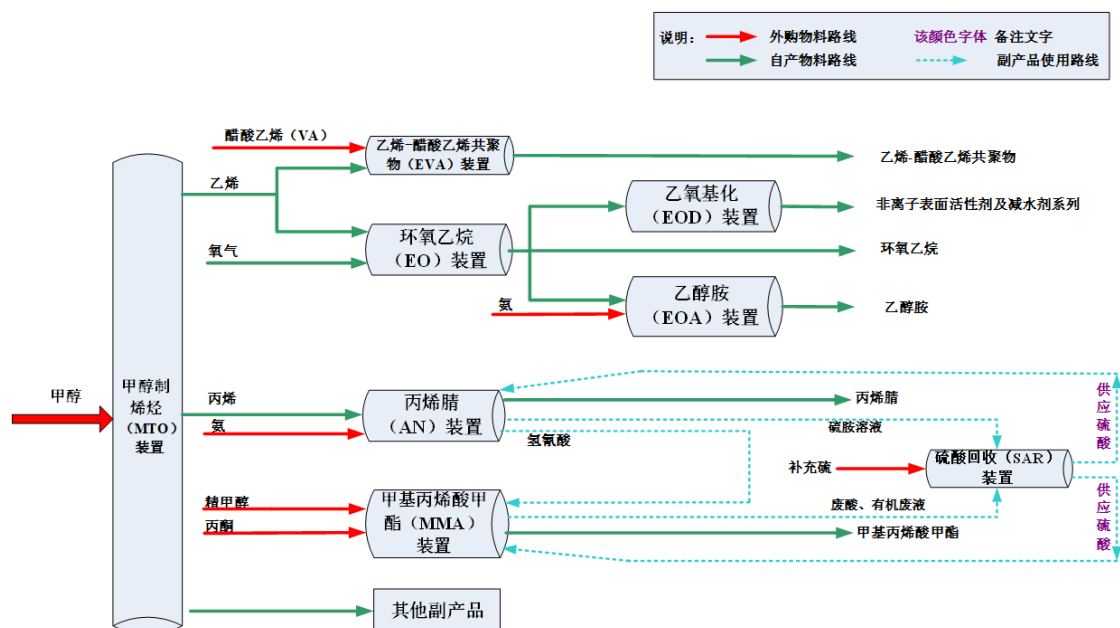 说明：
外购物料路线
该颜色字体 备注文字
自产物料路线
副产品使用路线
醋酸乙烯（VA）
乙烯-醋酸乙烯共聚
物（EVA）装置
乙烯-醋酸乙烯共聚物
乙烯
乙氧基化
（EOD）装置
非离子表面活性剂及减水剂系列
氧气
环氧乙烷
（EO）装置
环氧乙烷
氨
乙醇胺
（EOA）装置
乙醇胺
甲醇
甲醇制
烯烃
（MTO）
装置
丙烯
氨
丙烯腈
（AN）装置
丙烯腈
氢氰酸
硫胺溶液
供应硫酸
补充硫
硫酸回收（SAR）
装置
精甲醇
丙酮
甲基丙烯酸甲
酯（MMA）
装置
废酸、有机废液
甲基丙烯酸甲酯
供应硫酸
其他副产品